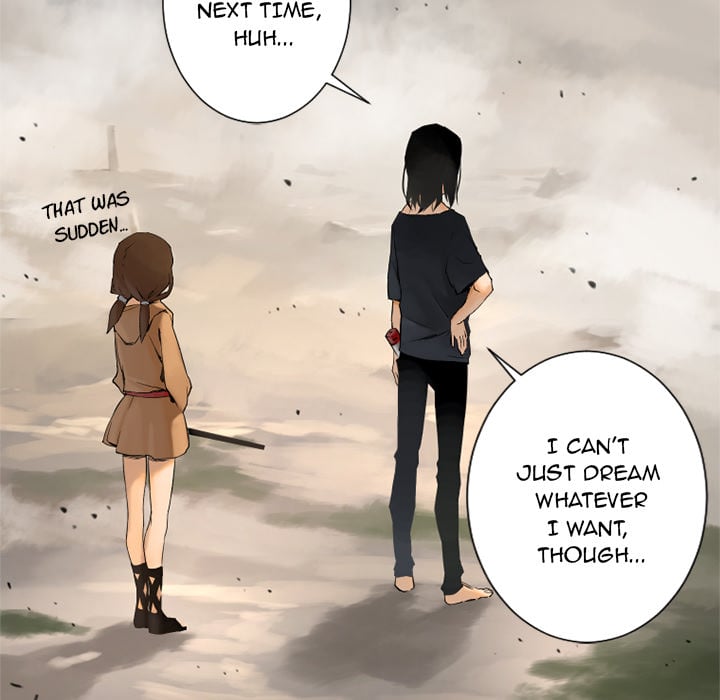 NEXT TIME,
HUH...
THAT WAS
SUDDEN...
I CAN'T
JUST DREAM
WHATEVER
I WANT,
THOUGH...